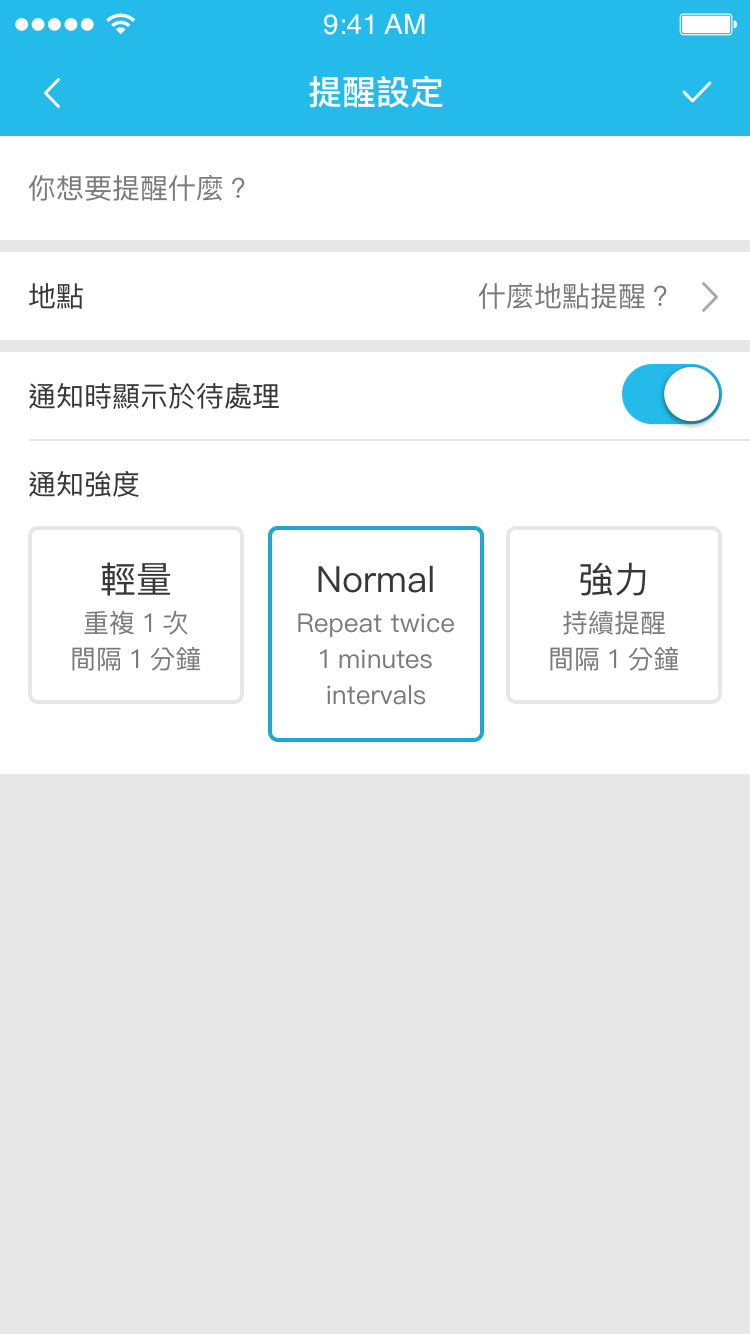 9:41 AM
提醒設定
你想要提醒什麼？
地點 什麼地點提醒？
通知時顯示於待處理
通知強度
輕量
重複 1 次
間隔 1 分鐘
Normal
Repeat twice
1 minutes
intervals
強力
持續提醒
間隔 1 分鐘